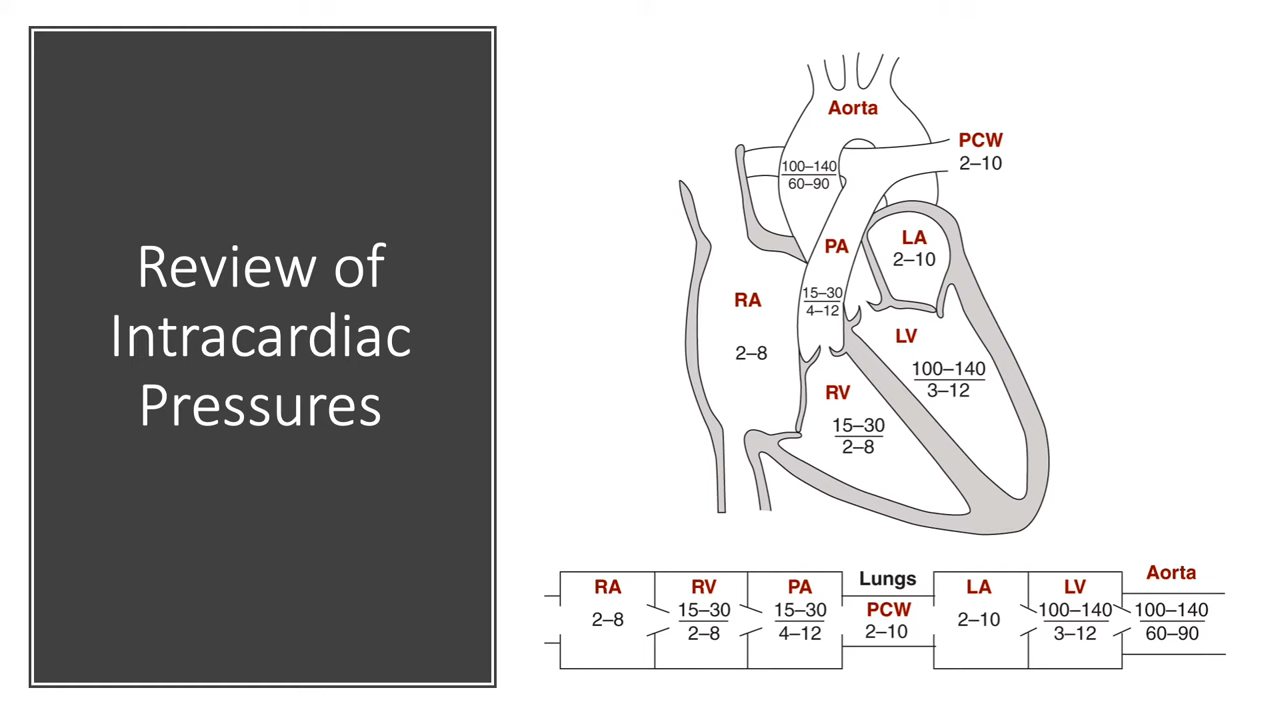 Review of
Intracardiac
Pressures
Aorta
PCW
2–10
100–140
60–90
LA
2–10
PA
RA
15–30
4–12
2–8
LV
100–140
3–12
RV
15–30
2–8
RA
2–8
RV
15–30
2–8
PA
15–30
4–12
Lungs
PCW
2–10
LA
2–10
LV
100–140
3–12
Aorta
100–140
60–90